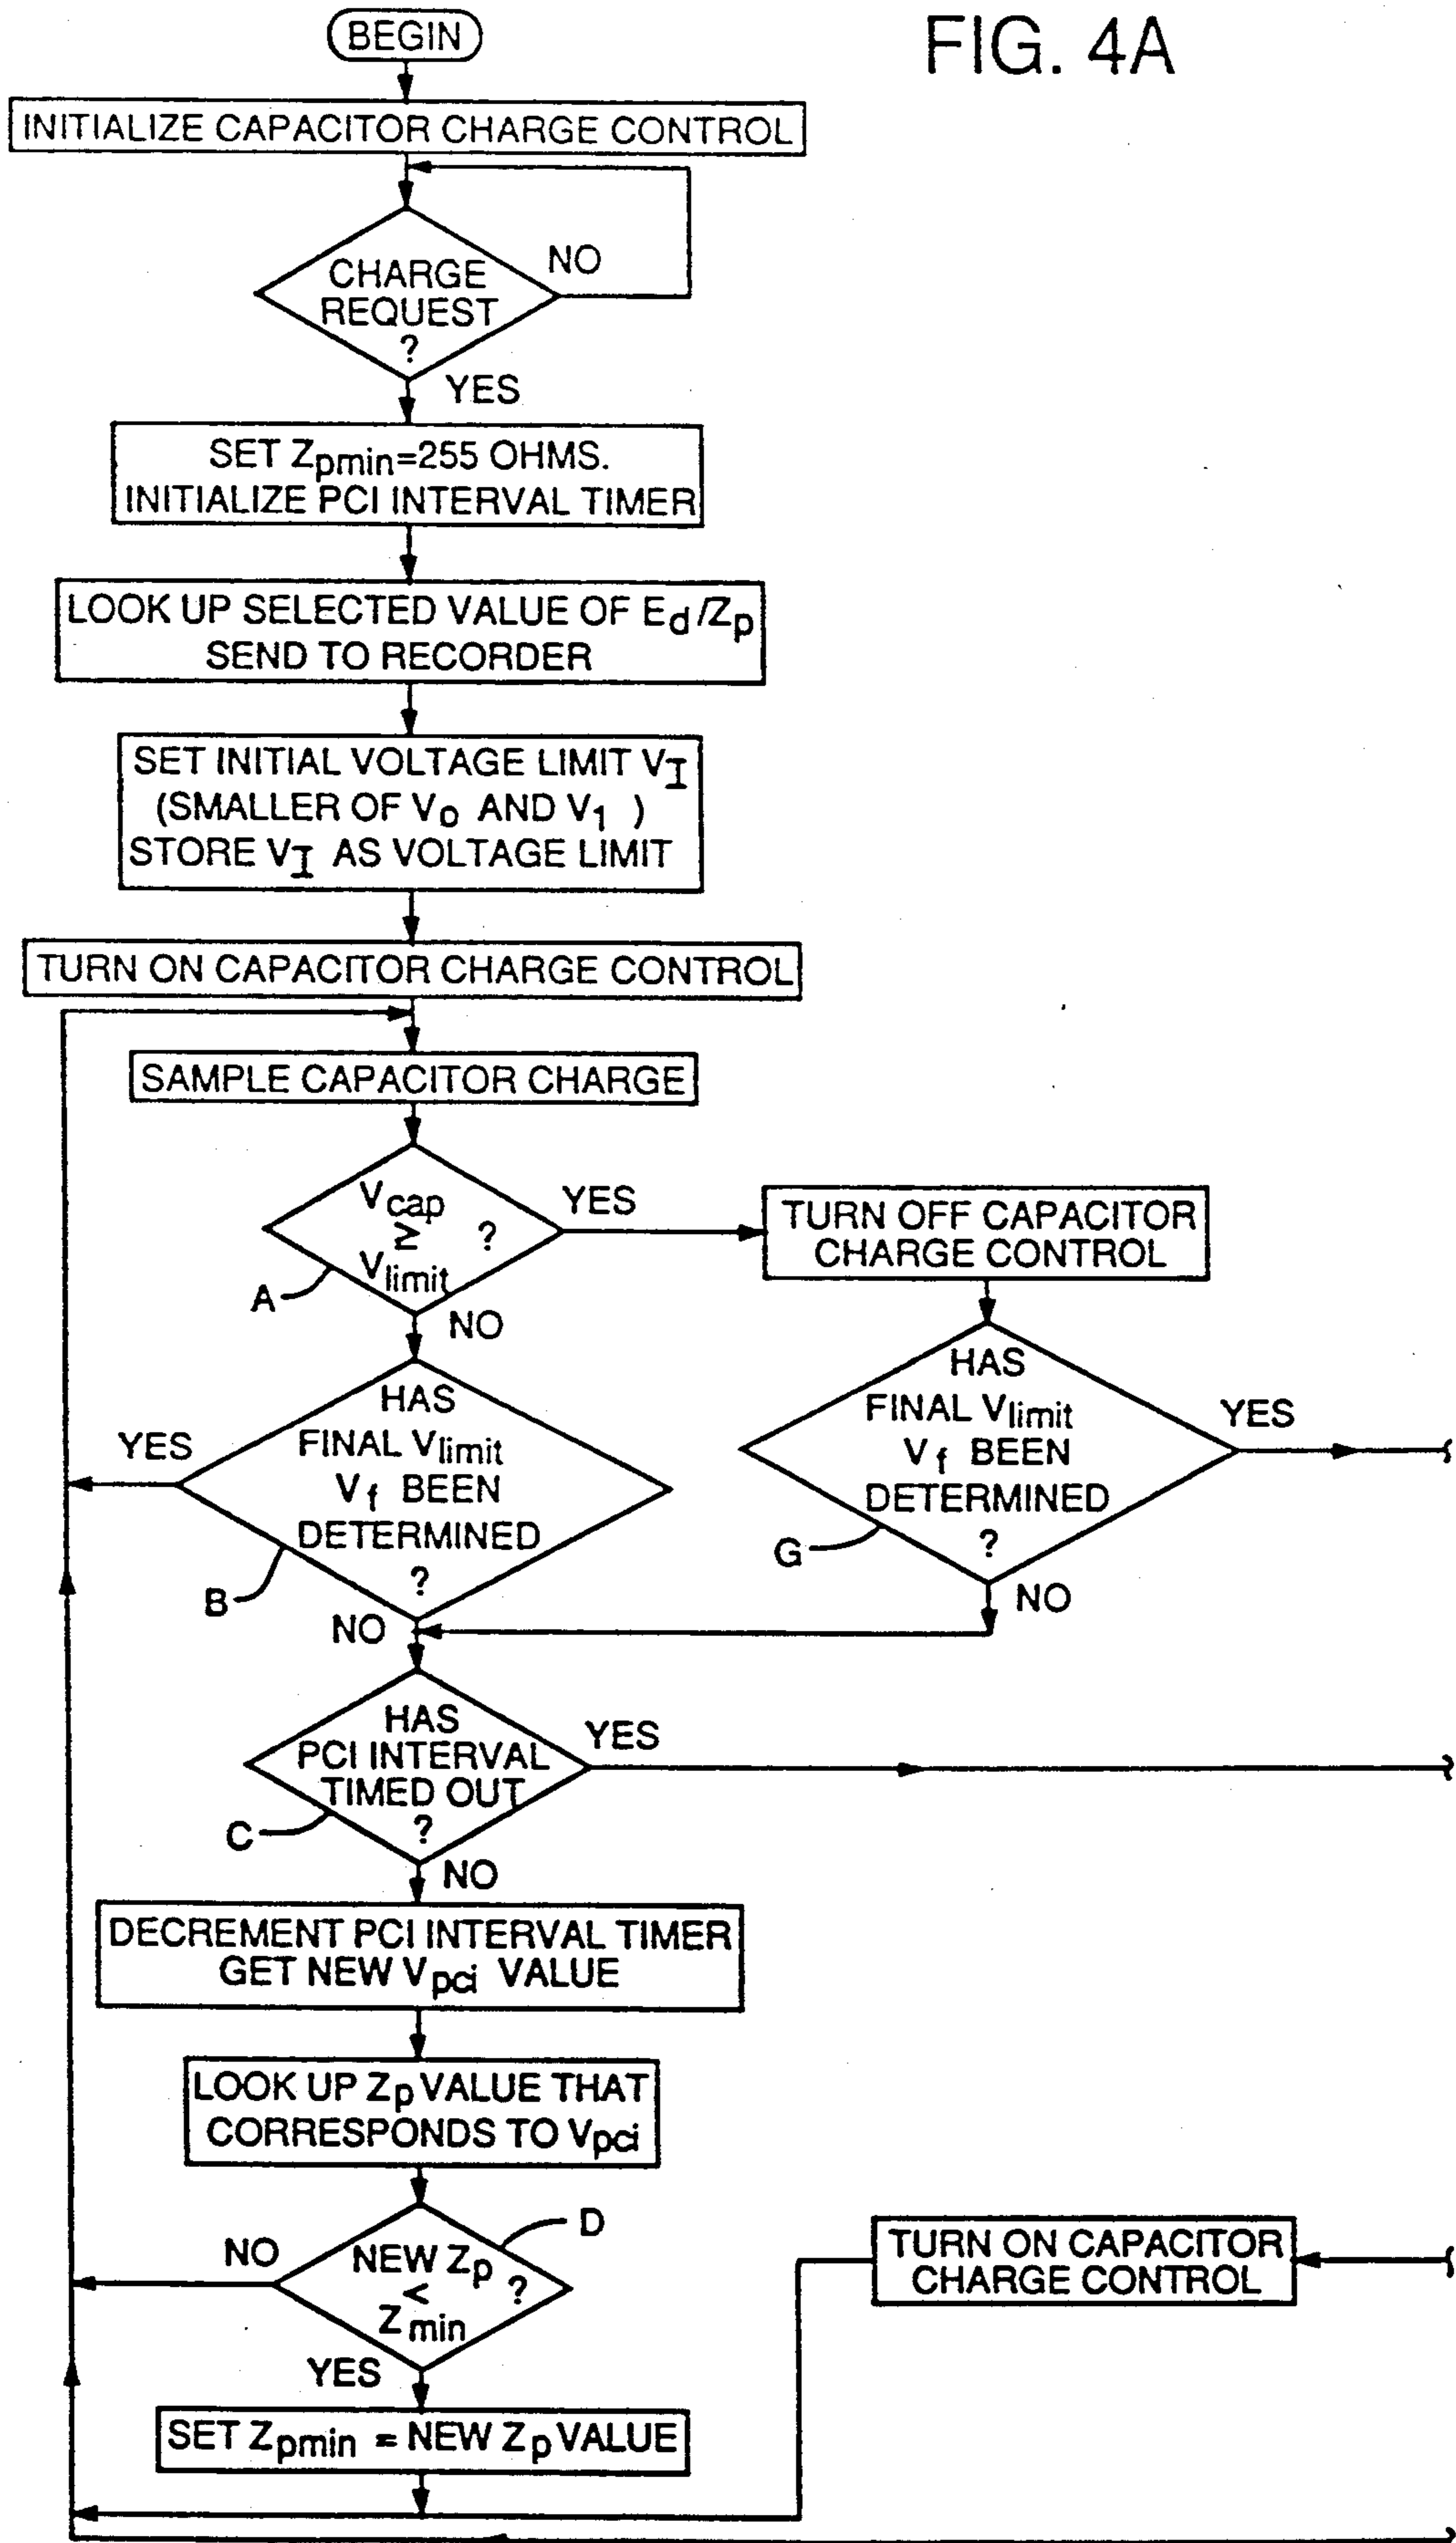 FIG. 4A
BEGIN
INITIALIZE CAPACITOR CHARGE CONTROL
CHARGE
REQUEST
?
NO
YES
SET Zpmin=255 OHMS.
INITIALIZE PCI INTERVAL TIMER
LOOK UP SELECTED VALUE OF Ed/Zp
SEND TO RECORDER
SET INITIAL VOLTAGE LIMIT VI
(SMALLER OF V0 AND V1 )
STORE VI AS VOLTAGE LIMIT
TURN ON CAPACITOR CHARGE CONTROL
SAMPLE CAPACITOR CHARGE
Vcap
≥ ?
Vlimit
A
YES
NO
TURN OFF CAPACITOR
CHARGE CONTROL
HAS
FINAL Vlimit
Vf BEEN
DETERMINED
?
YES
B
NO
HAS
FINAL Vlimit
Vf BEEN
DETERMINED
?
YES
G
NO
HAS
PCI INTERVAL
TIMED OUT
?
YES
C
NO
DECREMENT PCI INTERVAL TIMER
GET NEW Vpci VALUE
LOOK UP Zp VALUE THAT
CORRESPONDS TO Vpci
D
NO
NEW Zp
< ?
Zmin
YES
TURN ON CAPACITOR
CHARGE CONTROL
SET Zpmin = NEW Zp VALUE